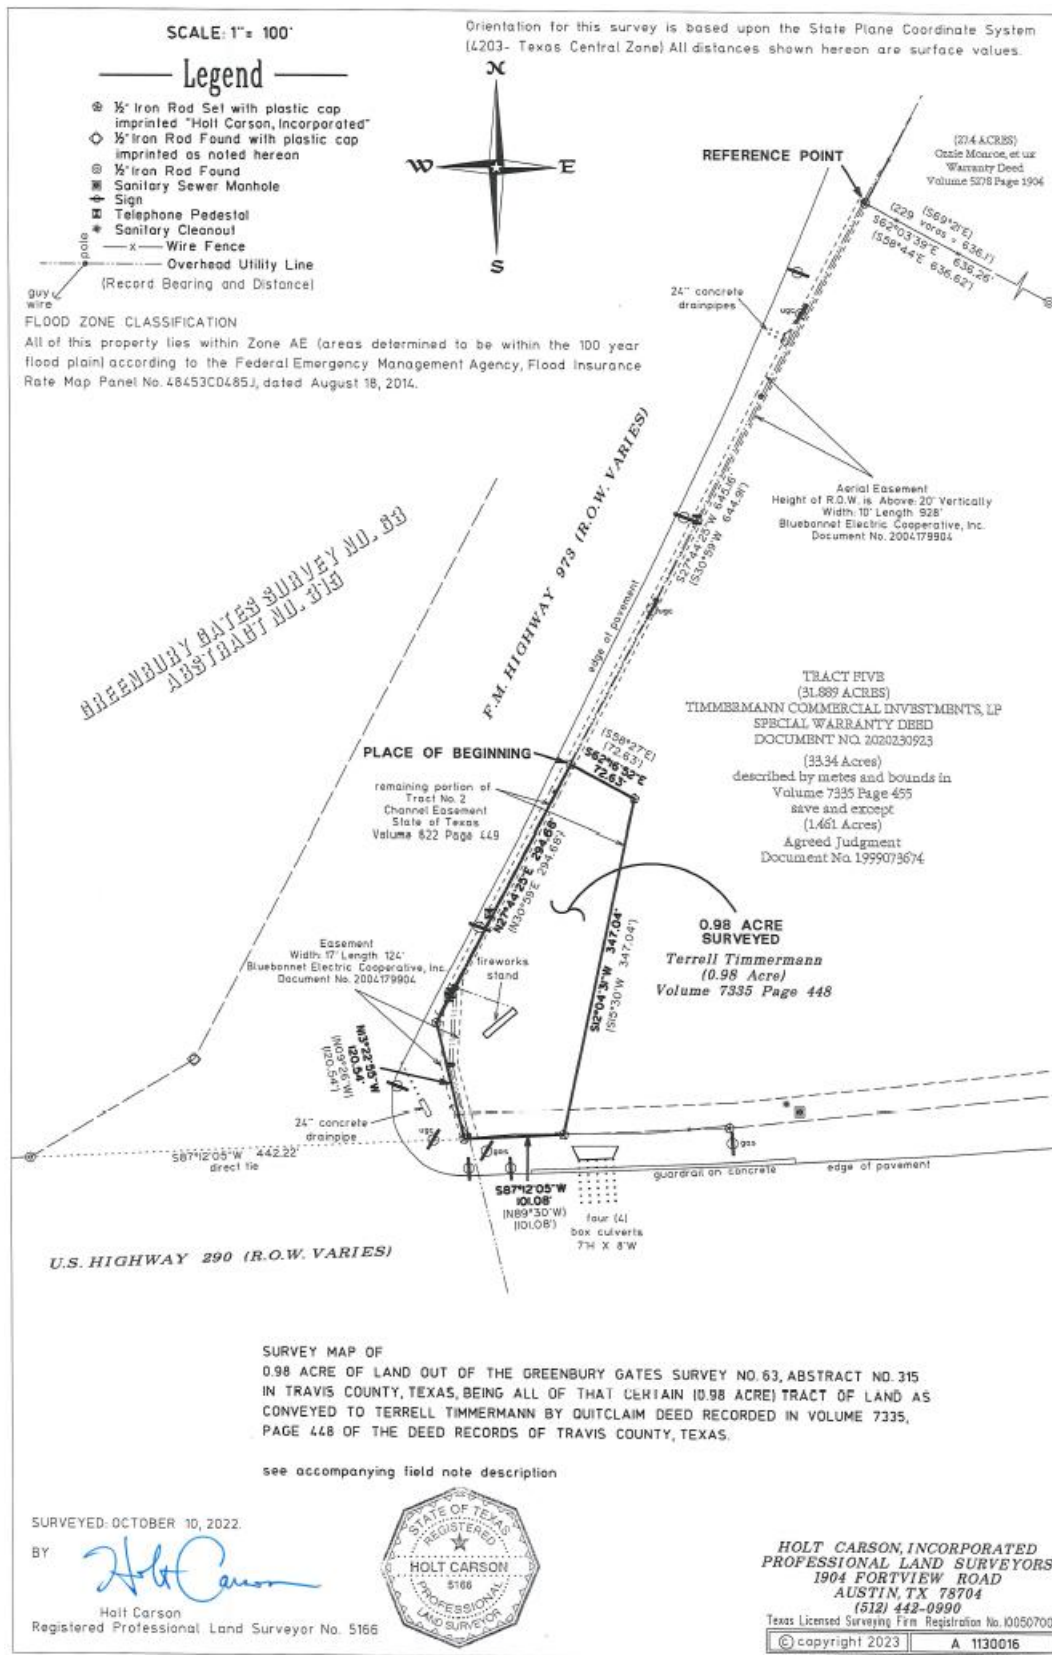 SCALE: 1"= 100'
Orientation for this survey is based upon the State Plane Coordinate System
(4203- Texas Central Zone) All distances shown hereon are surface values.
Legend
½" Iron Rod Set with plastic cap
imprinted "Holt Carson, Incorporated"
½" Iron Rod Found with plastic cap
imprinted as noted hereon
½" Iron Rod Found
Sanitary Sewer Manhole
Sign
Telephone Pedestal
Sanitary Cleanout
x Wire Fence
Overhead Utility Line
(Record Bearing and Distance)
pole
guy
wire
N
W E
S
FLOOD ZONE CLASSIFICATION
All of this property lies within Zone AE (areas determined to be within the 100 year
flood plain) according to the Federal Emergency Management Agency, Flood Insurance
Rate Map Panel No. 48453C0485J, dated August 18, 2014.
REFERENCE POINT
(27.4 ACRES)
Ozzie Monroe, et ux
Warranty Deed
Volume 5278 Page 1904
(S69°21'E)
(229 varas = 636.1')
S62°03'39"E 636.26'
(S58°44'E 636.62')
24" concrete
drainpipes
ugc
Aerial Easement
Height of R.O.W. is Above: 20' Vertically
Width: 10' Length 928'
Bluebonnet Electric Cooperative, Inc.
Document No. 2004179904
S27°44'25"W 645.16'
(S30°59'W 644.91')
ugc
edge of pavement
F.M. HIGHWAY 973 (R.O.W. VARIES)
GREENBURY GATES SURVEY NO. 63
ABSTRACT NO. 315
TRACT FIVE
(31.889 ACRES)
TIMMERMANN COMMERCIAL INVESTMENTS, LP
SPECIAL WARRANTY DEED
DOCUMENT NO. 2020230923
(33.34 Acres)
described by metes and bounds in
Volume 7335 Page 455
save and except
(1.461 Acres)
Agreed Judgment
Document No. 1999073674
PLACE OF BEGINNING
(S58°27'E)
(72.63')
S62°16'52"E
72.63'
remaining portion of
Tract No. 2
Channel Easement
State of Texas
Volume 622 Page 449
N27°44'25"E 294.68'
(N30°59'E 294.68')
0.98 ACRE
SURVEYED
Terrell Timmermann
(0.98 Acre)
Volume 7335 Page 448
S12°04'31"W 347.04'
(S15°30'W 347.04')
Easement
Width: 17' Length 124'
Bluebonnet Electric Cooperative, Inc.
Document No. 2004179904
fireworks
stand
N13°22'55"W
120.54'
(N09°26'W)
(120.54')
24" concrete
drainpipe
ugc
gas
gas
S87°12'05"W 442.22'
direct tie
S87°12'05"W
101.08'
(N89°30'W)
(101.08')
four (4)
box culverts
7'H X 8'W
guardrail on concrete
edge of pavement
U.S. HIGHWAY 290 (R.O.W. VARIES)
SURVEY MAP OF
0.98 ACRE OF LAND OUT OF THE GREENBURY GATES SURVEY NO. 63, ABSTRACT NO. 315
IN TRAVIS COUNTY, TEXAS, BEING ALL OF THAT CERTAIN (0.98 ACRE) TRACT OF LAND AS
CONVEYED TO TERRELL TIMMERMANN BY QUITCLAIM DEED RECORDED IN VOLUME 7335,
PAGE 448 OF THE DEED RECORDS OF TRAVIS COUNTY, TEXAS.
see accompanying field note description
SURVEYED: OCTOBER 10, 2022.
BY
Holt Carson
Holt Carson
Registered Professional Land Surveyor No. 5166
STATE OF TEXAS
REGISTERED
HOLT CARSON
5166
PROFESSIONAL
LAND SURVEYOR
HOLT CARSON, INCORPORATED
PROFESSIONAL LAND SURVEYORS
1904 FORTVIEW ROAD
AUSTIN, TX 78704
(512) 442-0990
Texas Licensed Surveying Firm Registration No. 10050700
© copyright 2023
A 1130016